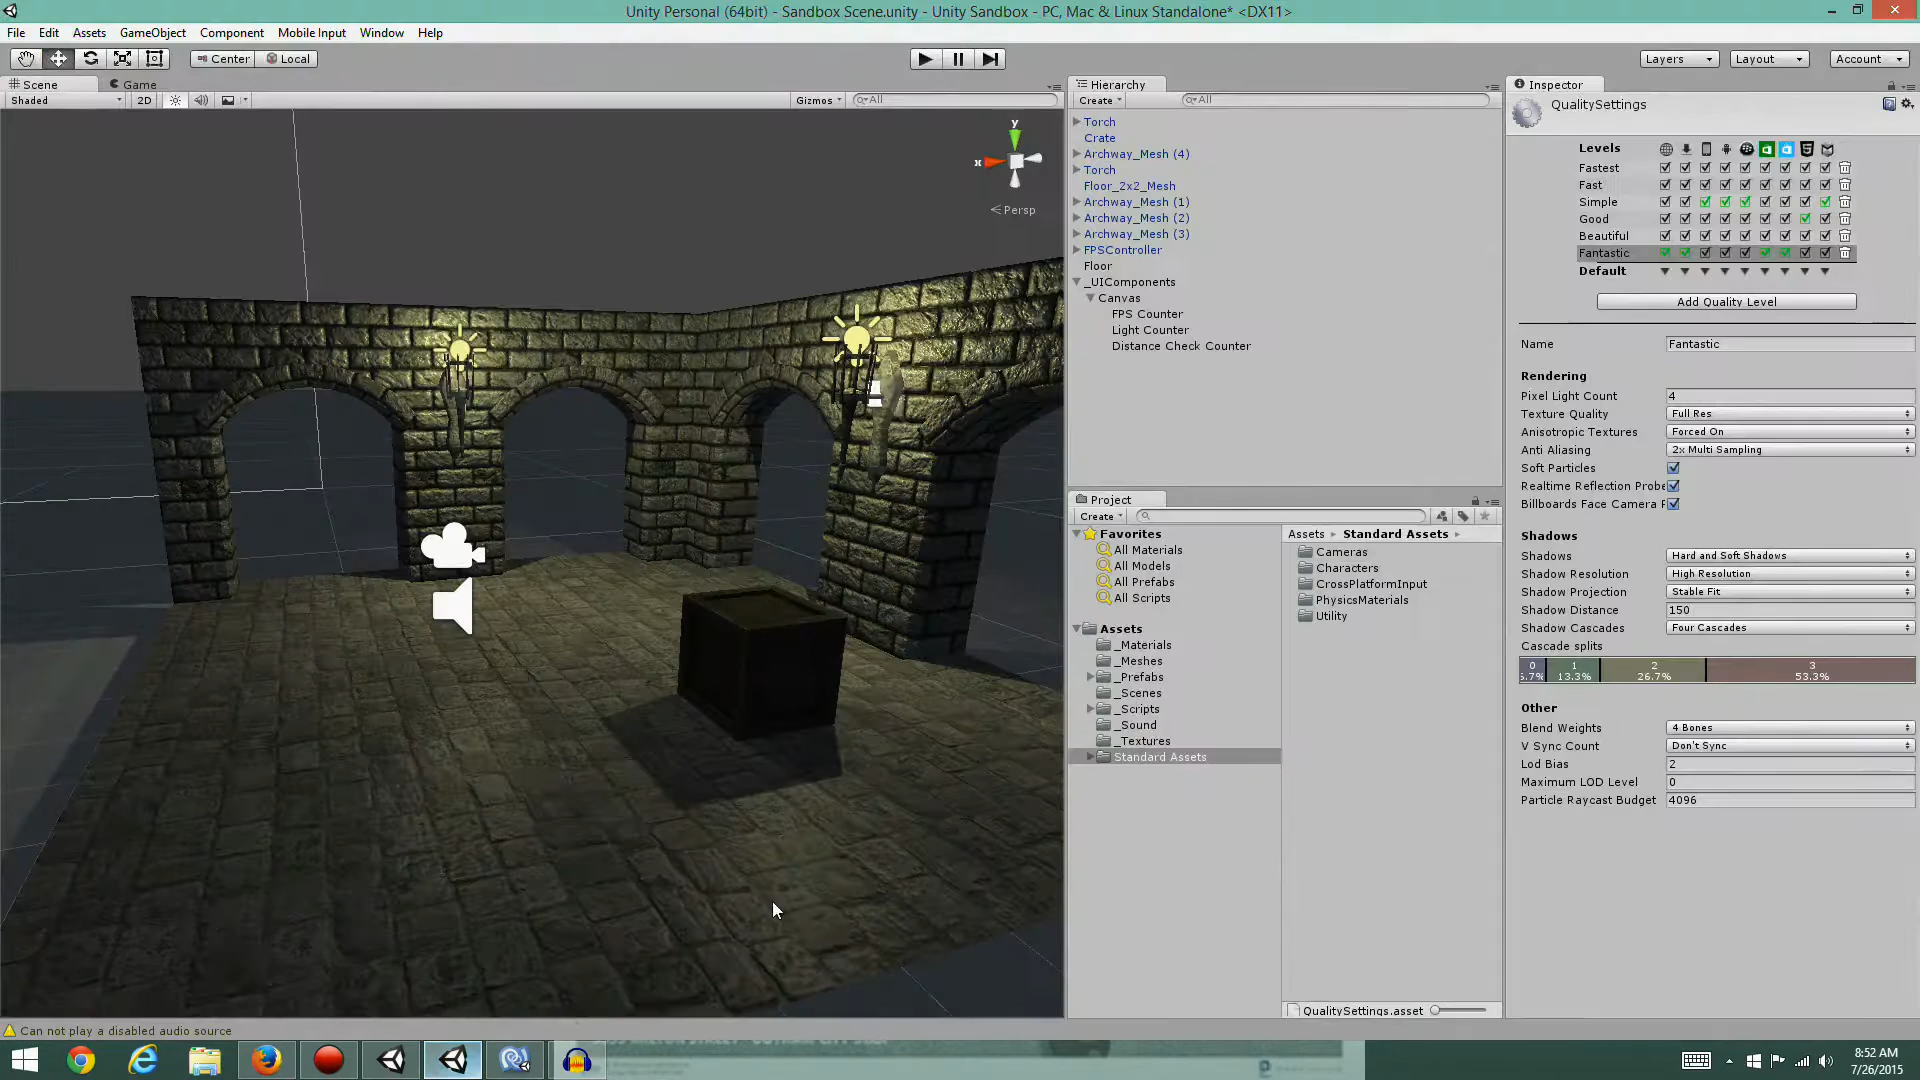 Unity Personal (64bit) - Sandbox Scene.unity - Unity Sandbox - PC, Mac & Linux Standalone* <DX11>
File Edit Assets GameObject Component Mobile Input Window Help
Center Local
Layers Layout Account
Scene Game
Shaded 2D Gizmos All
y
x
Persp
Hierarchy
Create All
Torch
Crate
Archway_Mesh (4)
Torch
Floor_2x2_Mesh
Archway_Mesh (1)
Archway_Mesh (2)
Archway_Mesh (3)
FPSController
Floor
_UIComponents
Canvas
FPS Counter
Light Counter
Distance Check Counter
Project
Create
Favorites
All Materials
All Models
All Prefabs
All Scripts
Assets
_Materials
_Meshes
_Prefabs
_Scenes
_Scripts
_Sound
_Textures
Standard Assets
Assets Standard Assets
Cameras
Characters
CrossPlatformInput
PhysicsMaterials
Utility
QualitySettings.asset
Inspector
QualitySettings
Levels
Fastest
Fast
Simple
Good
Beautiful
Fantastic
Default
Add Quality Level
Name Fantastic
Rendering
Pixel Light Count 4
Texture Quality Full Res
Anisotropic Textures Forced On
Anti Aliasing 2x Multi Sampling
Soft Particles
Realtime Reflection Probe
Billboards Face Camera P
Shadows
Shadows Hard and Soft Shadows
Shadow Resolution High Resolution
Shadow Projection Stable Fit
Shadow Distance 150
Shadow Cascades Four Cascades
Cascade splits
0 1 2 3
13.3% 26.7% 53.3%
Other
Blend Weights 4 Bones
V Sync Count Don't Sync
Lod Bias 2
Maximum LOD Level 0
Particle Raycast Budget 4096
Can not play a disabled audio source
8:52 AM
7/26/2015